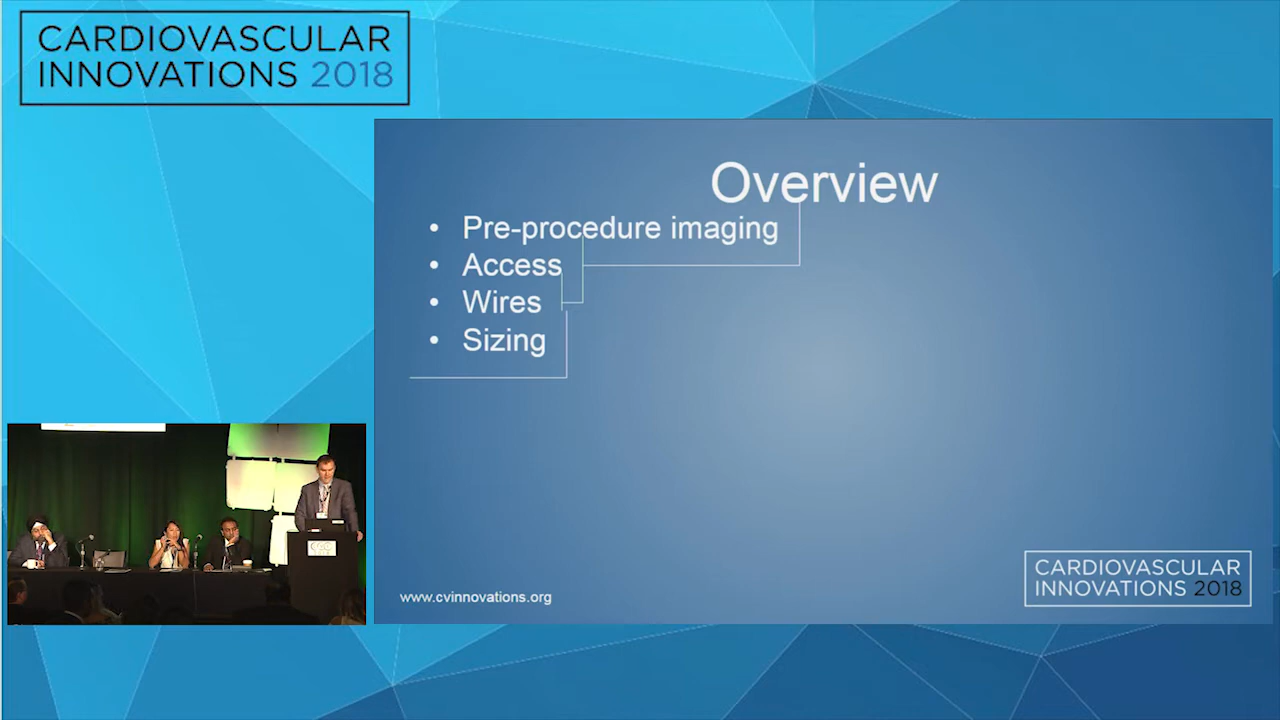 CARDIOVASCULAR
INNOVATIONS 2018
Overview
• Pre-procedure imaging
• Access
• Wires
• Sizing
www.cvinnovations.org
CARDIOVASCULAR
INNOVATIONS 2018